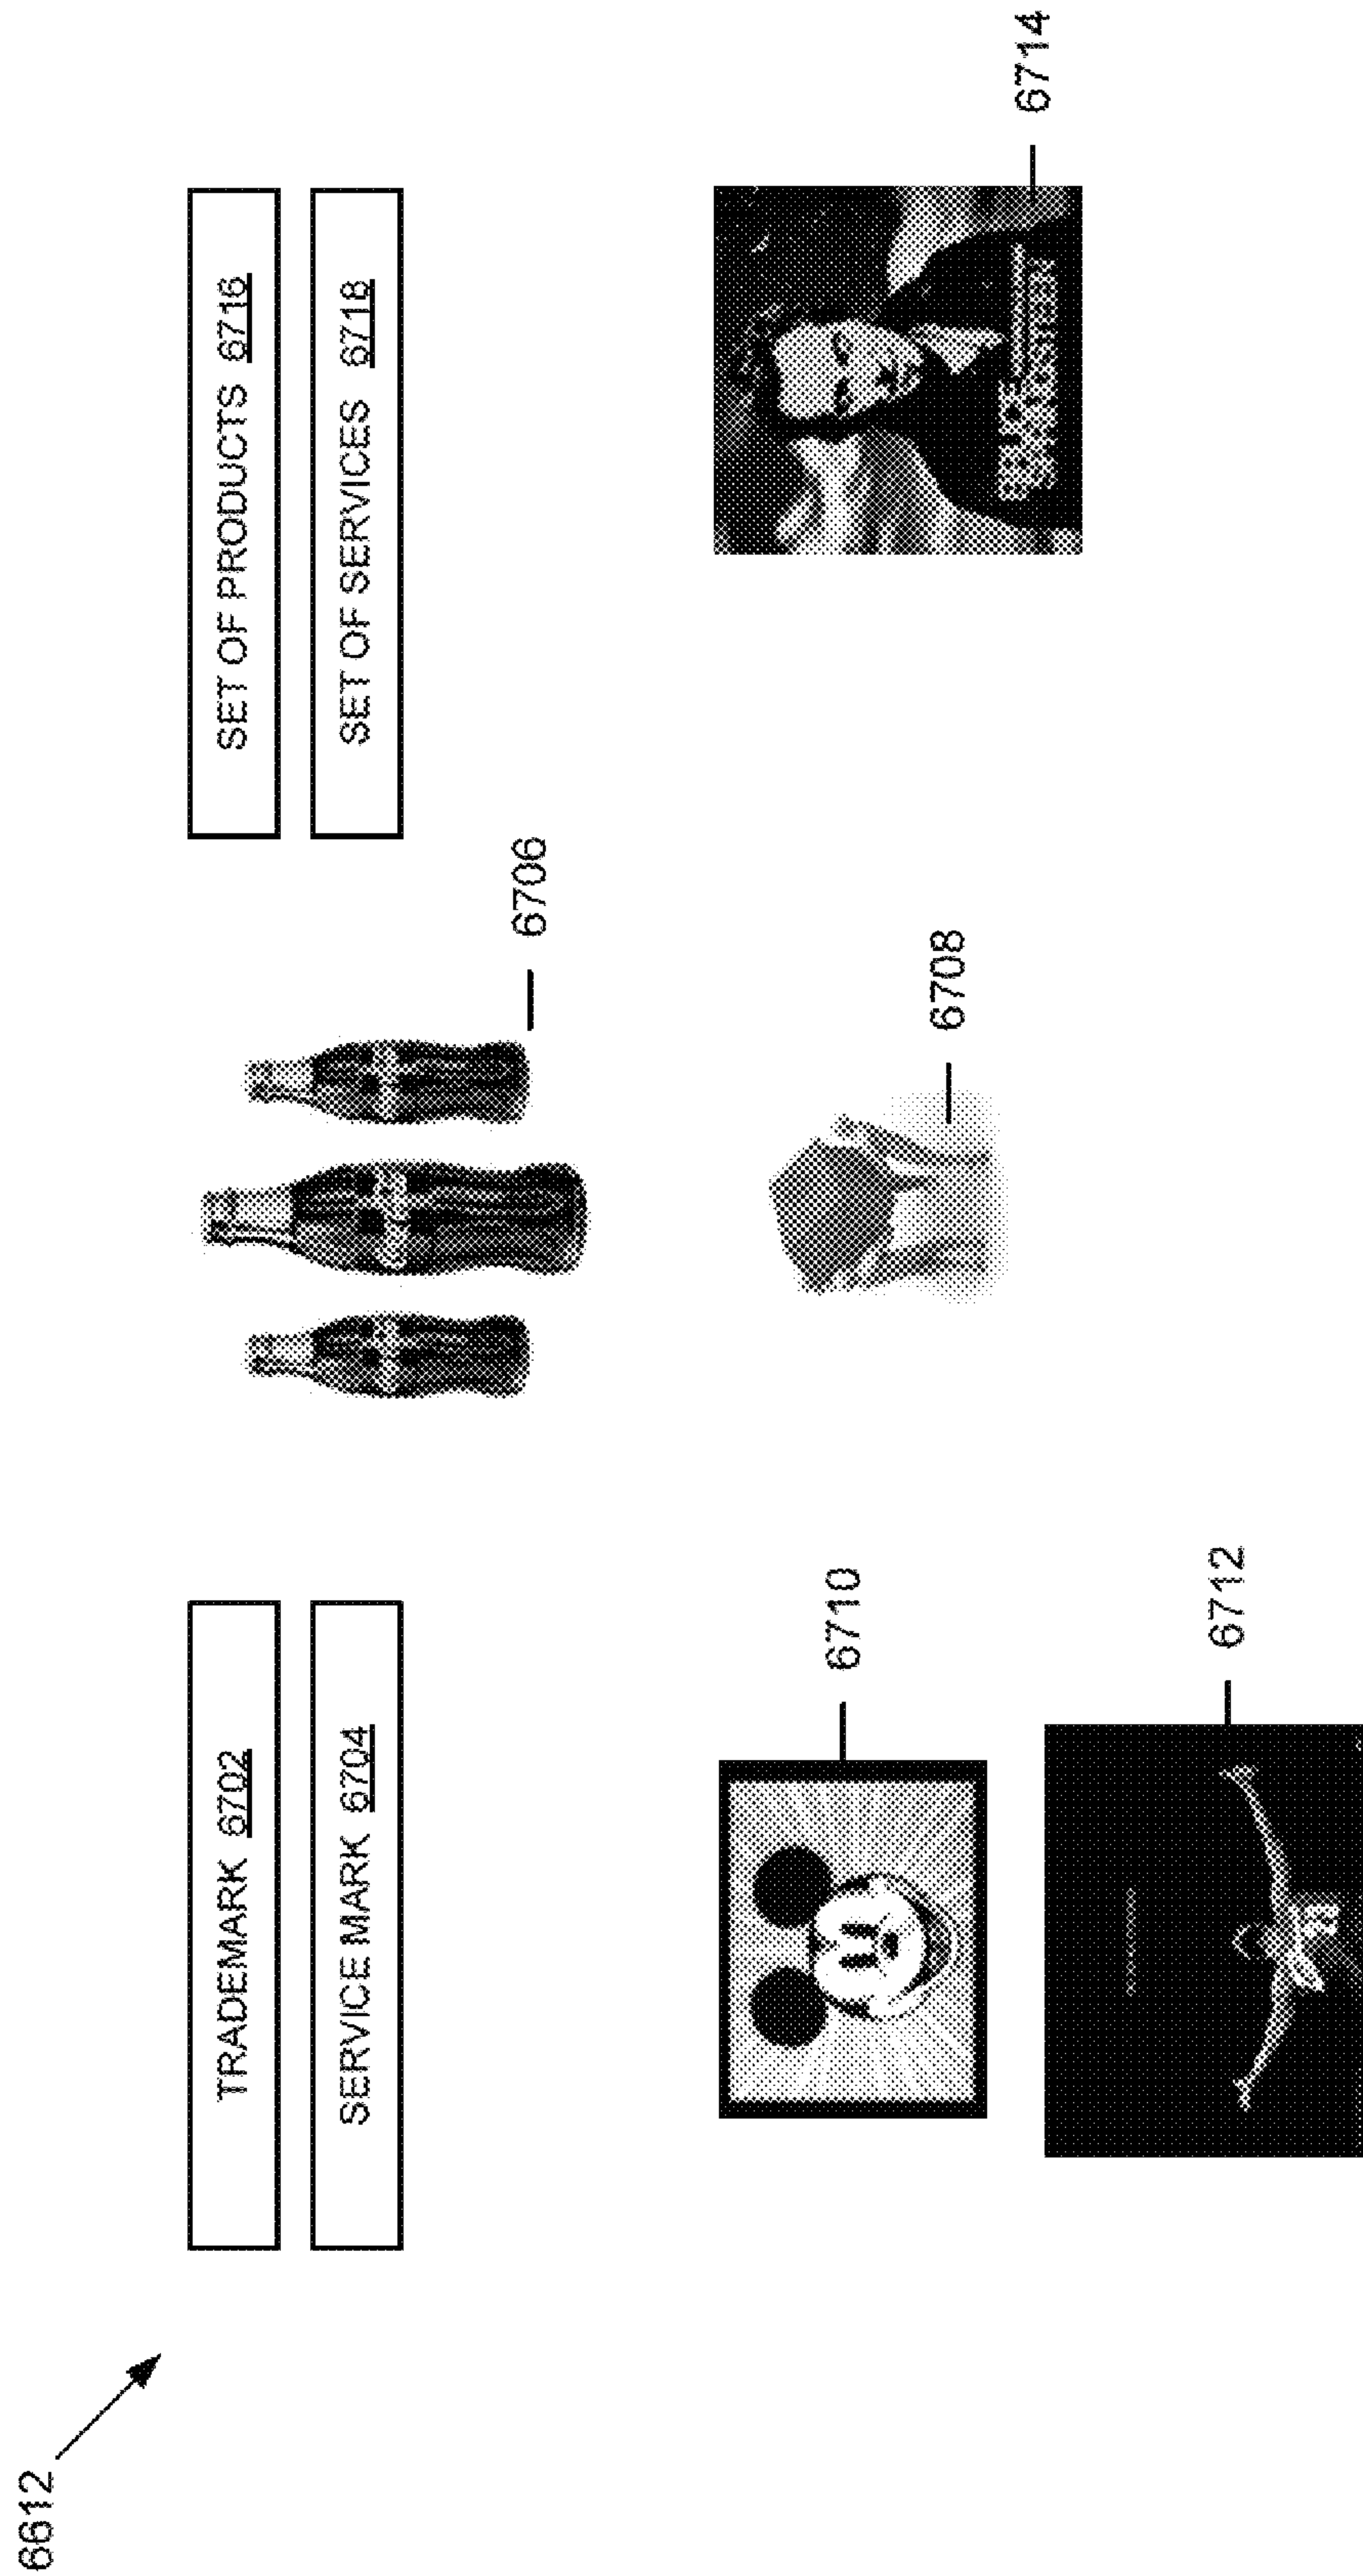 6612
TRADEMARK 6702
SERVICE MARK 6704
6706
SET OF PRODUCTS 6716
SET OF SERVICES 6718
6710
6712
6708
6714